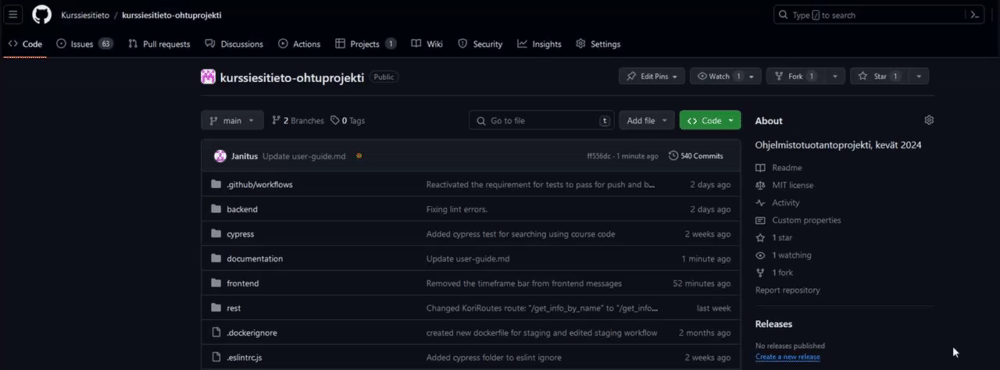 Kurssiesitieto / kurssiesitieto-ohtuprojekti
Type / to search
Code Issues 63 Pull requests Discussions Actions Projects 1 Wiki Security Insights Settings
kurssiesitieto-ohtuprojekti Public
Edit Pins Watch 1 Fork 1 Star 1
main 2 Branches 0 Tags Go to file t Add file Code
Janitus Update user-guide.md ff556dc · 1 minute ago 540 Commits
.github/workflows Reactivated the requirement for tests to pass for push and b... 2 days ago
backend Fixing lint errors. 2 days ago
cypress Added cypress test for searching using course code 2 weeks ago
documentation Update user-guide.md 1 minute ago
frontend Removed the timeframe bar from frontend messages 52 minutes ago
rest Changed KoriRoutes route: "/get_info_by_name" to "/get_info... last week
.dockerignore created new dockerfile for staging and edited staging workflow 2 months ago
.eslintrc.js Added cypress folder to eslint ignore 2 weeks ago
About
Ohjelmistotuotantoprojekti, kevät 2024
Readme
MIT license
Activity
Custom properties
1 star
1 watching
1 fork
Report repository
Releases
No releases published
Create a new release